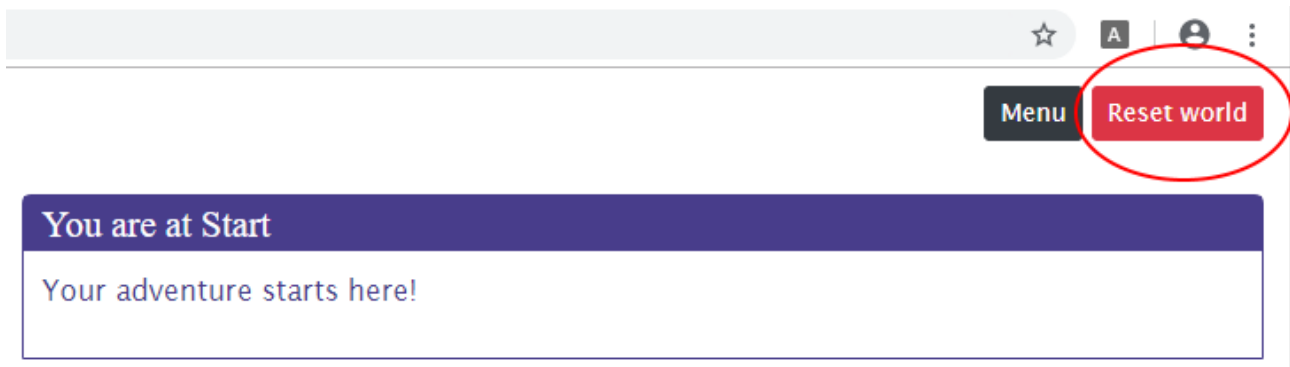 A
Menu
Reset world
You are at Start
Your adventure starts here!